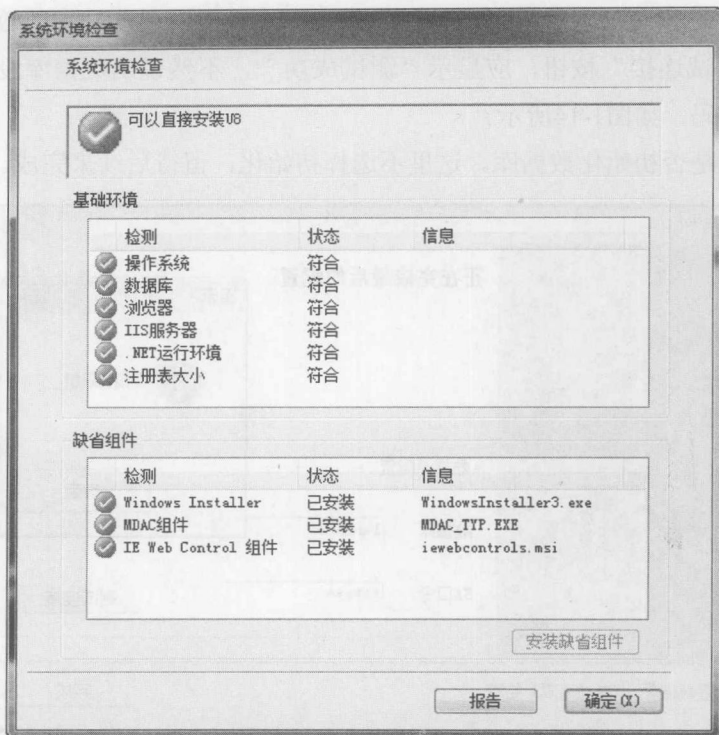 系统环境检查
系统环境检查
可以直接安装U8
基础环境
检测 状态 信息
操作系统 符合
数据库 符合
浏览器 符合
IIS服务器 符合
.NET运行环境 符合
注册表大小 符合
缺省组件
检测 状态 信息
Windows Installer 已安装 WindowsInstaller3.exe
MDAC组件 已安装 MDAC_TYP.EXE
IE Web Control 组件 已安装 iewebcontrols.msi
安装缺省组件
报告 确定(X)